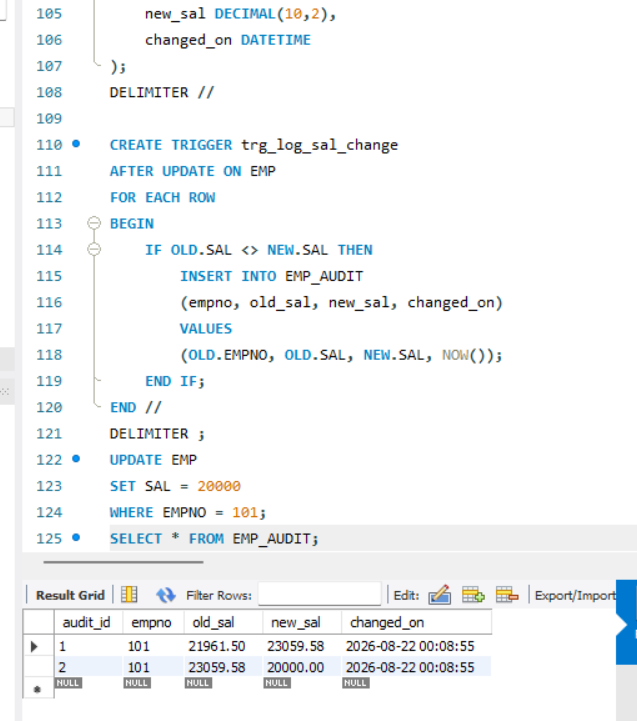 105 new_sal DECIMAL(10,2),
106 changed_on DATETIME
107 );
108 DELIMITER //
109
110 CREATE TRIGGER trg_log_sal_change
111 AFTER UPDATE ON EMP
112 FOR EACH ROW
113 BEGIN
114 IF OLD.SAL <> NEW.SAL THEN
115 INSERT INTO EMP_AUDIT
116 (empno, old_sal, new_sal, changed_on)
117 VALUES
118 (OLD.EMPNO, OLD.SAL, NEW.SAL, NOW());
119 END IF;
120 END //
121 DELIMITER ;
122 UPDATE EMP
123 SET SAL = 20000
124 WHERE EMPNO = 101;
125 SELECT * FROM EMP_AUDIT;
Result Grid Filter Rows: Edit: Export/Import
audit_id empno old_sal new_sal changed_on
1 101 21961.50 23059.58 2026-08-22 00:08:55
2 101 23059.58 20000.00 2026-08-22 00:08:55
NULL NULL NULL NULL NULL